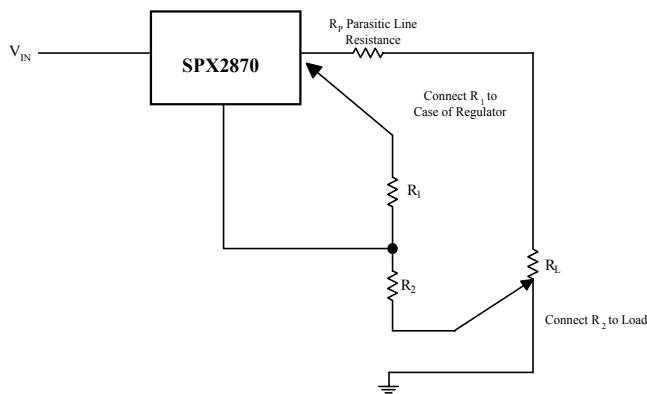 R_P Parasitic Line
Resistance
V_IN
SPX2870
Connect R_1 to
Case of Regulator
R_1
R_L
R_2
Connect R_2 to Load